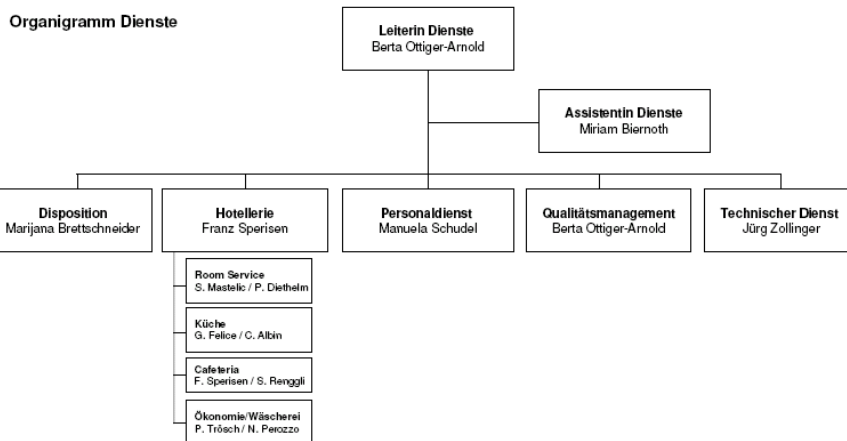 Organigramm Dienste
Leiterin Dienste
Berta Ottiger-Arnold
Assistentin Dienste
Miriam Biernoth
Disposition
Marijana Brettschneider
Hotellerie
Franz Sperisen
Personaldienst
Manuela Schudel
Qualitätsmanagement
Berta Ottiger-Arnold
Technischer Dienst
Jürg Zollinger
Room Service
S. Mastelic / P. Diethelm
Küche
G. Felice / C. Albin
Cafeteria
F. Sperisen / S. Renggli
Ökonomie/Wäscherei
P. Trösch / N. Perozzo